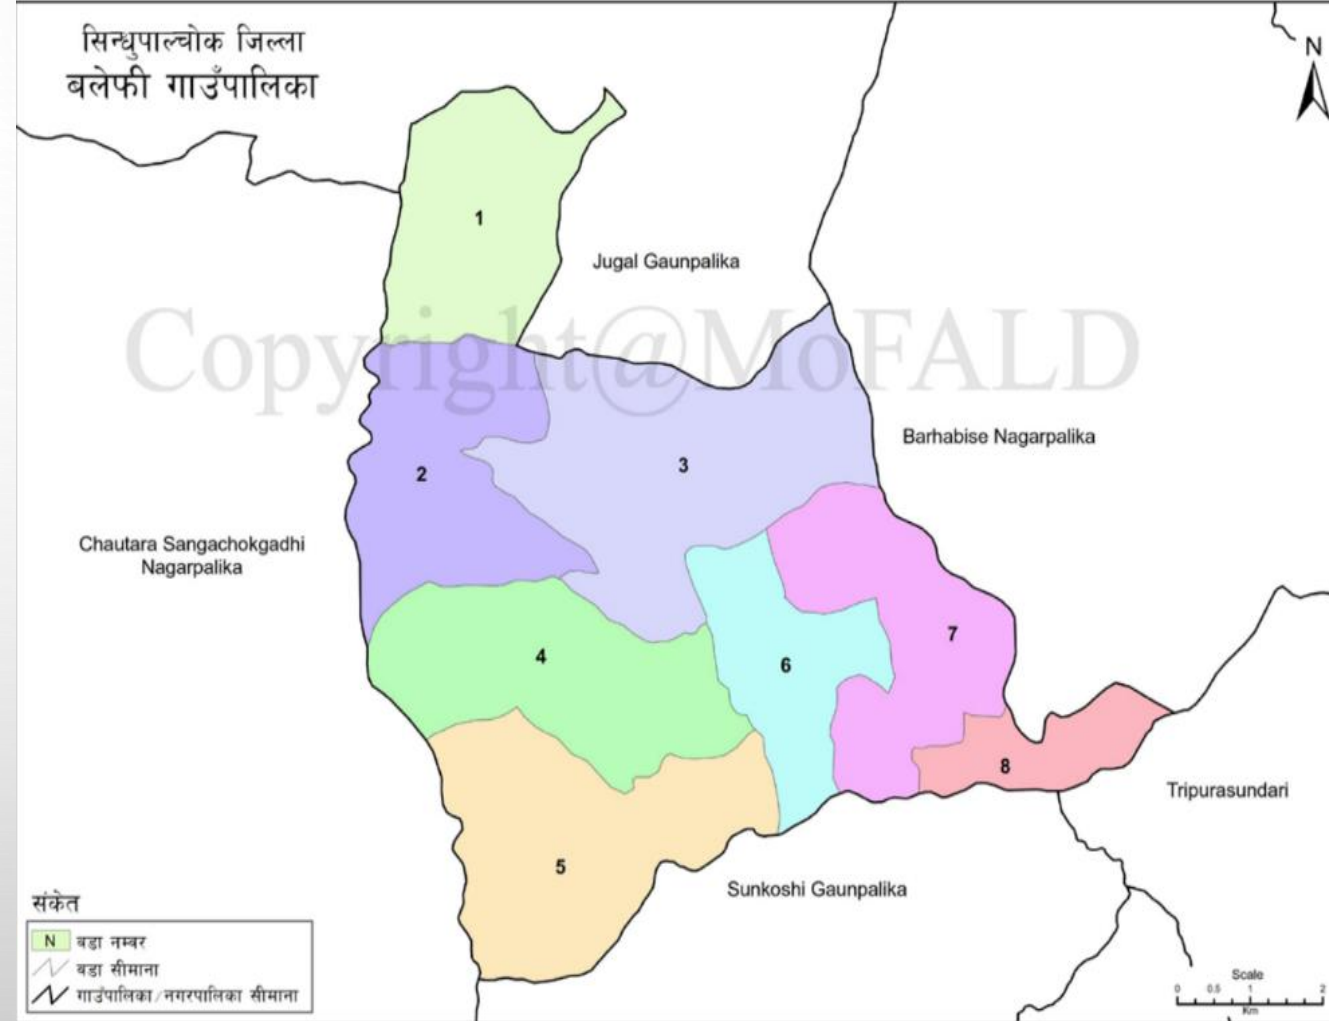 सिन्धुपाल्चोक जिल्ला
बलेफी गाउँपालिका
N
1
Jugal Gaunpalika
Copyright@MoFALD
Barhabise Nagarpalika
2
3
Chautara Sangachokgadhi
Nagarpalika
4
6
7
8
Tripurasundari
5
Sunkoshi Gaunpalika
संकेत
N वडा नम्बर
वडा सीमाना
गाउँपालिका/नगरपालिका सीमाना
Scale
0 0.5 1 2
Km